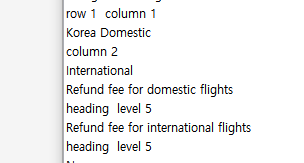 row 1 column 1
Korea Domestic
column 2
International
Refund fee for domestic flights
heading level 5
Refund fee for international flights
heading level 5